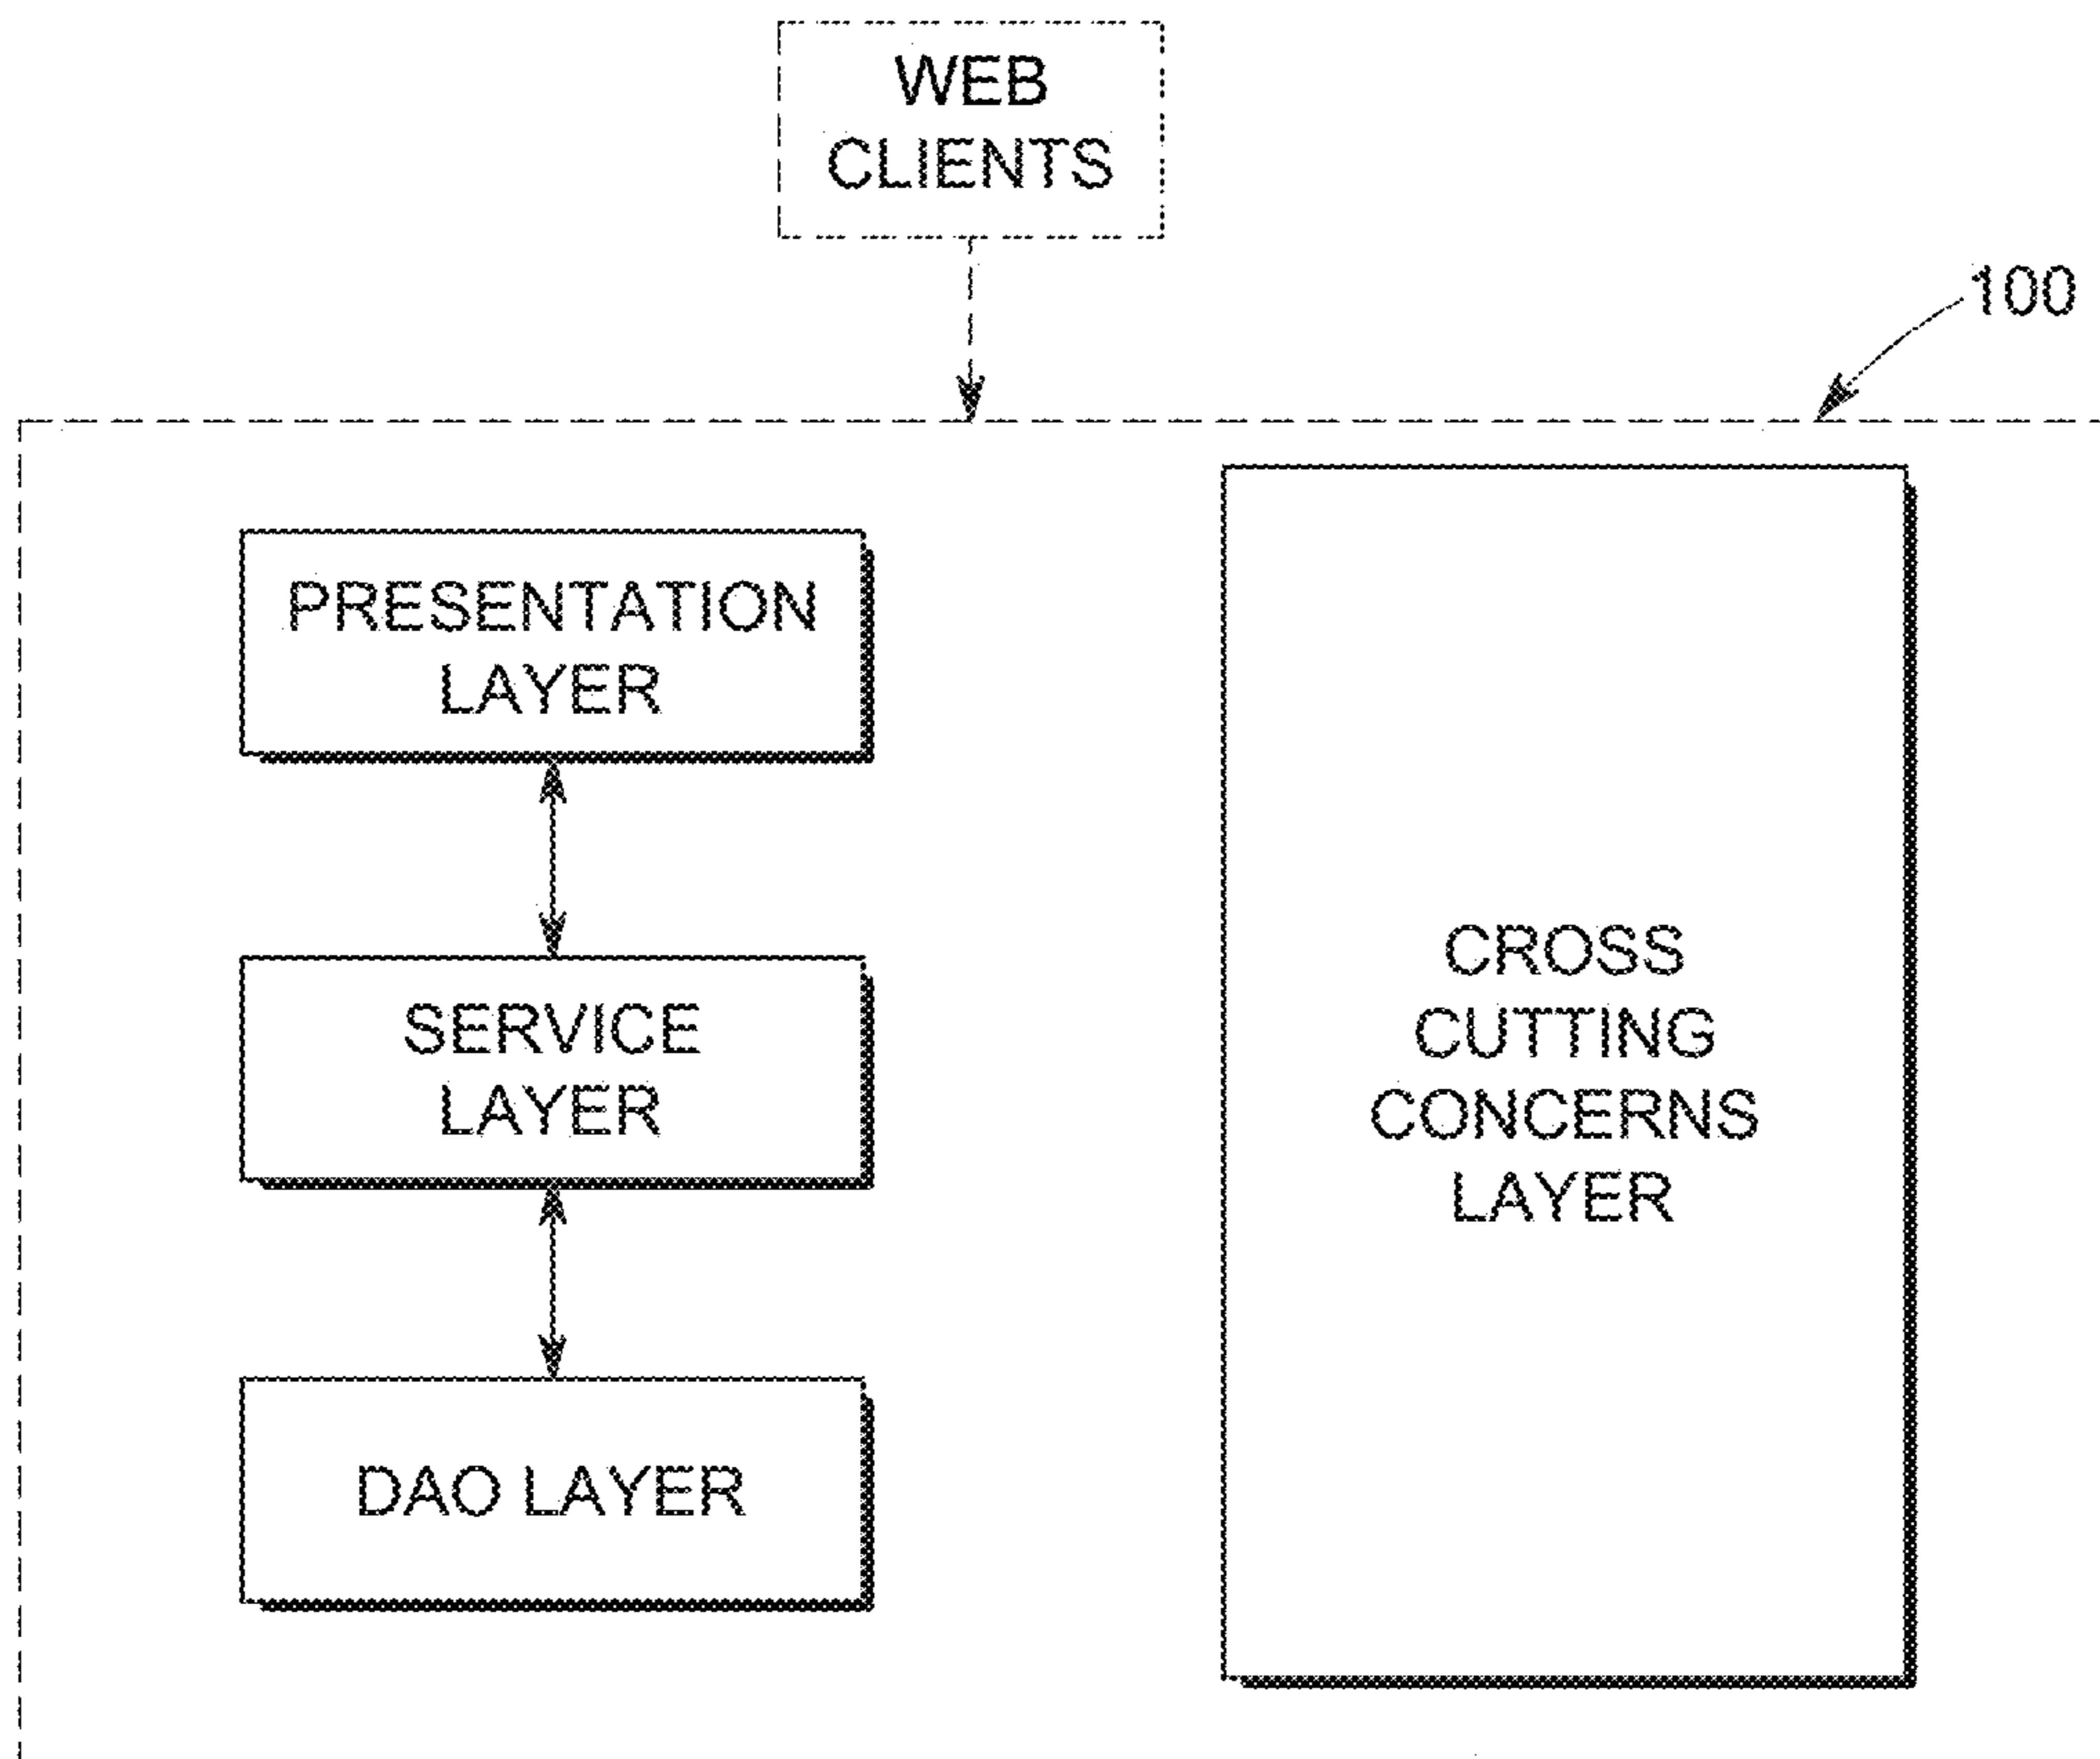 WEB
CLIENTS
100
PRESENTATION
LAYER
SERVICE
LAYER
DAO LAYER
CROSS
CUTTING
CONCERNS
LAYER